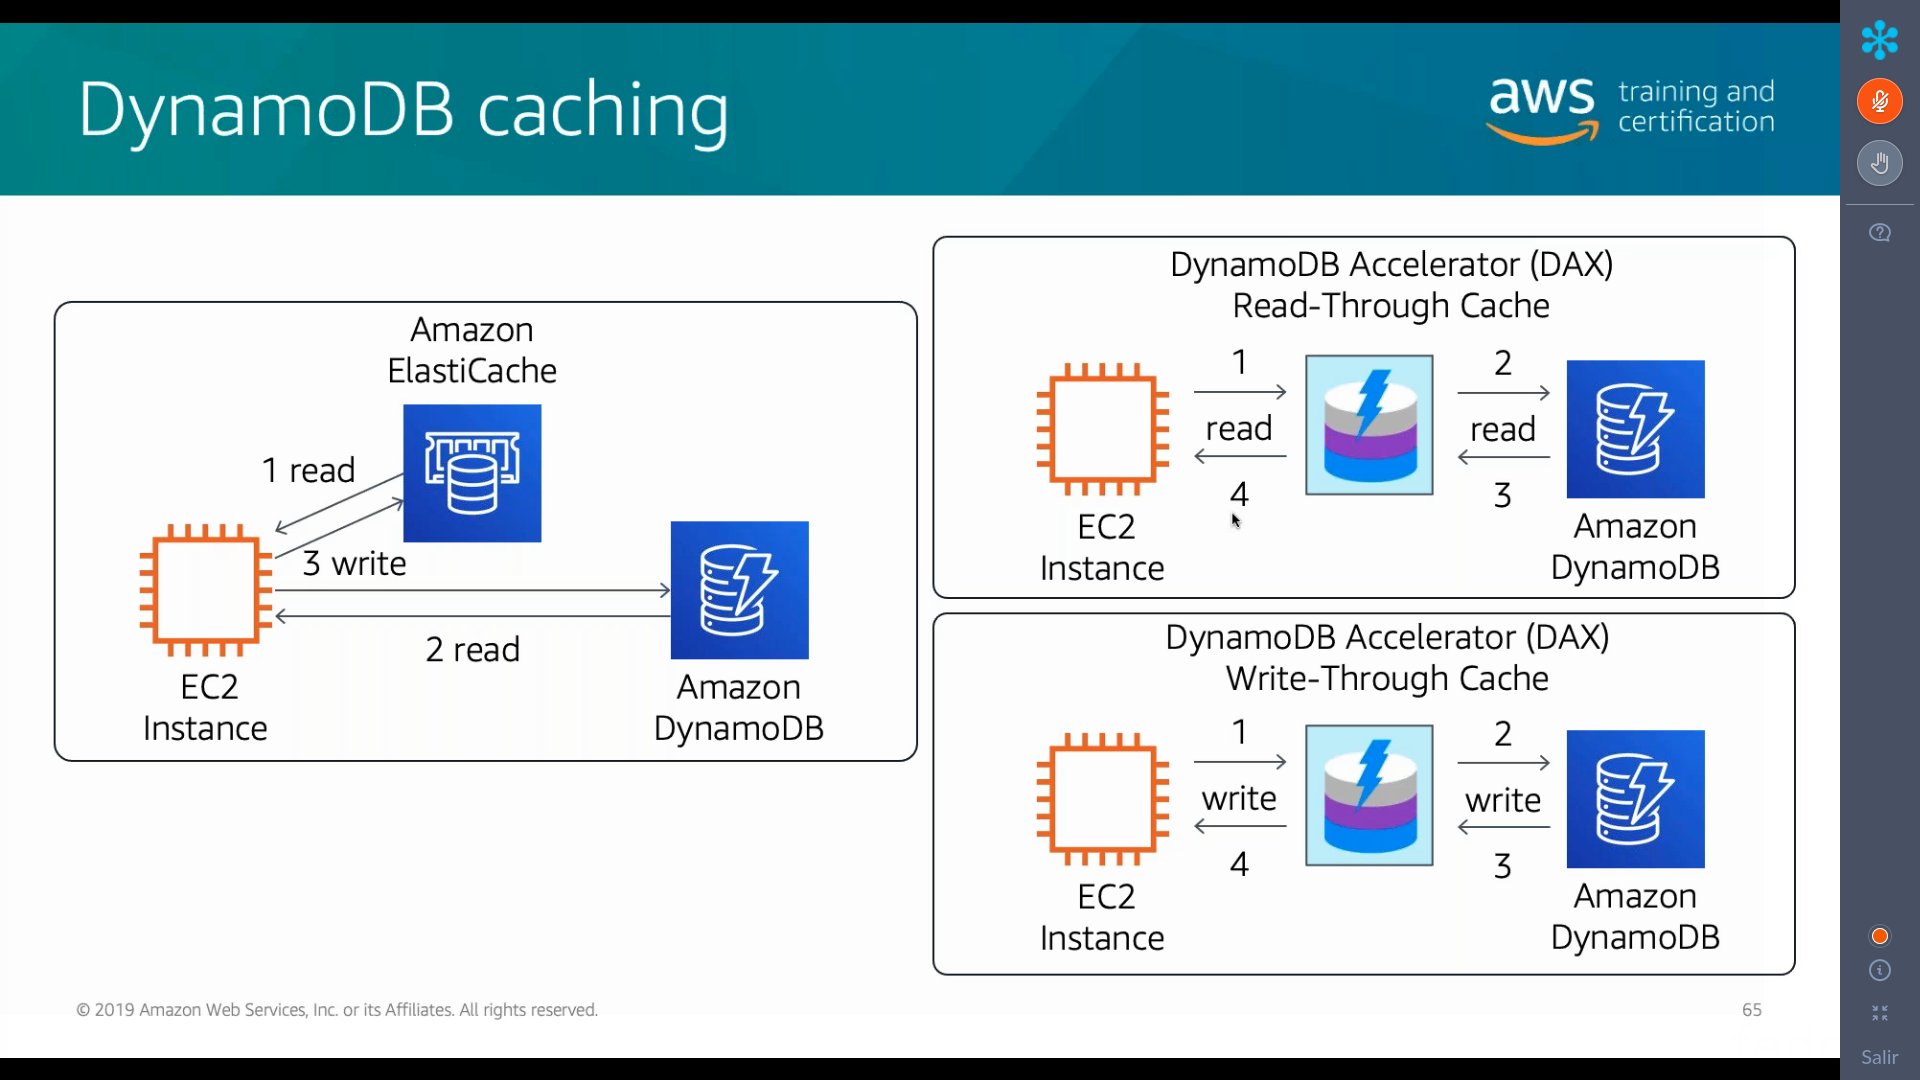 DynamoDB caching
aws
training and
certification
Amazon
ElastiCache
1 read
3 write
2 read
EC2
Instance
Amazon
DynamoDB
DynamoDB Accelerator (DAX)
Read-Through Cache
1
2
read
read
4
3
EC2
Instance
Amazon
DynamoDB
DynamoDB Accelerator (DAX)
Write-Through Cache
1
2
write
write
4
3
EC2
Instance
Amazon
DynamoDB
© 2019 Amazon Web Services, Inc. or its Affiliates. All rights reserved.
65
Salir